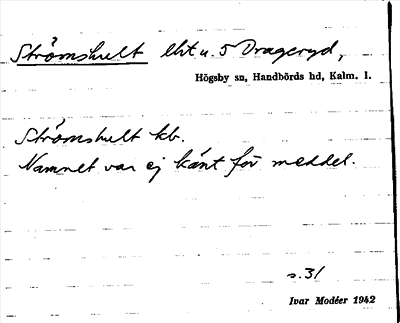 Strömshult lht u. 5 Drageryd,
Högsby sn, Handbörds hd, Kalm. l.
Strömshult kb.
Namnet var ej känt för meddel.
s. 31
Ivar Modéer 1942